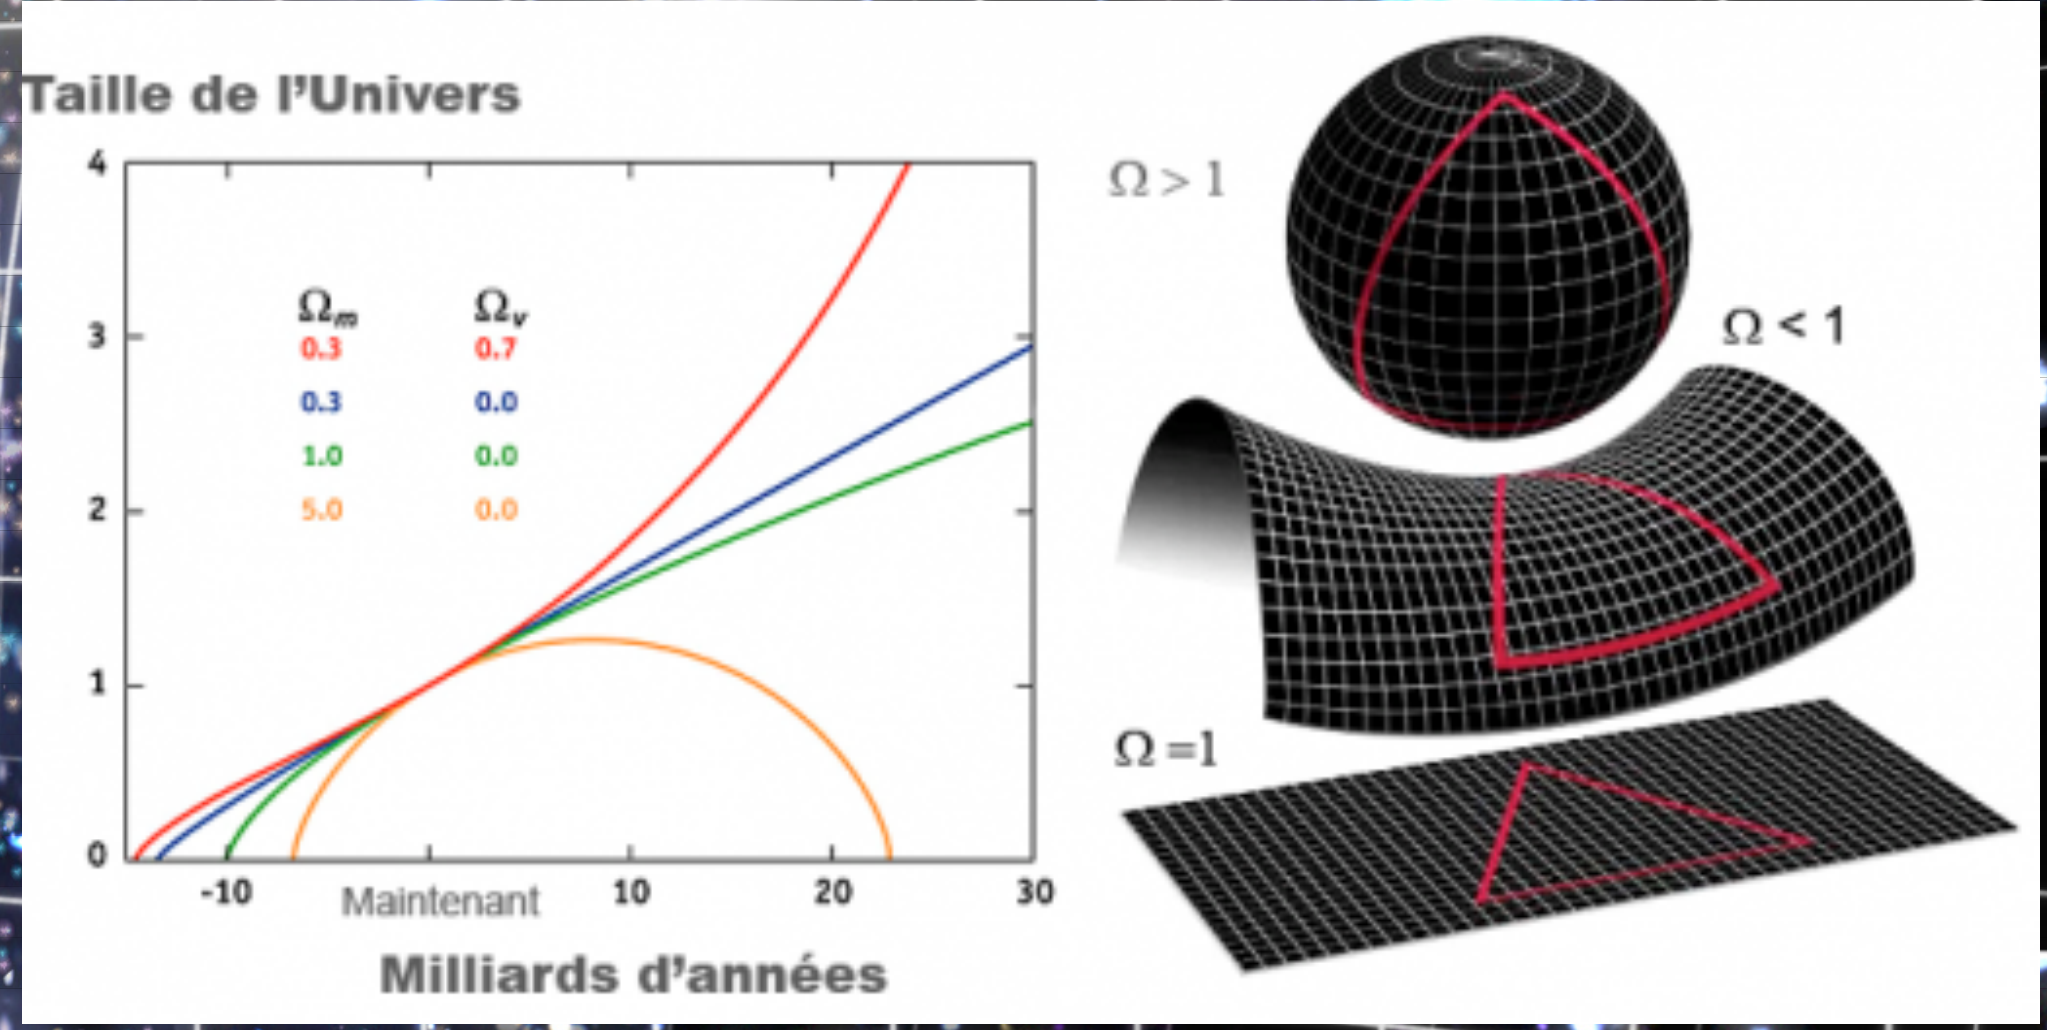 Taille de l'Univers
4
3
2
1
0
Ωm Ωv
0.3 0.7
0.3 0.0
1.0 0.0
5.0 0.0
-10 Maintenant 10 20 30
Milliards d'années
Ω > 1
Ω < 1
Ω =1